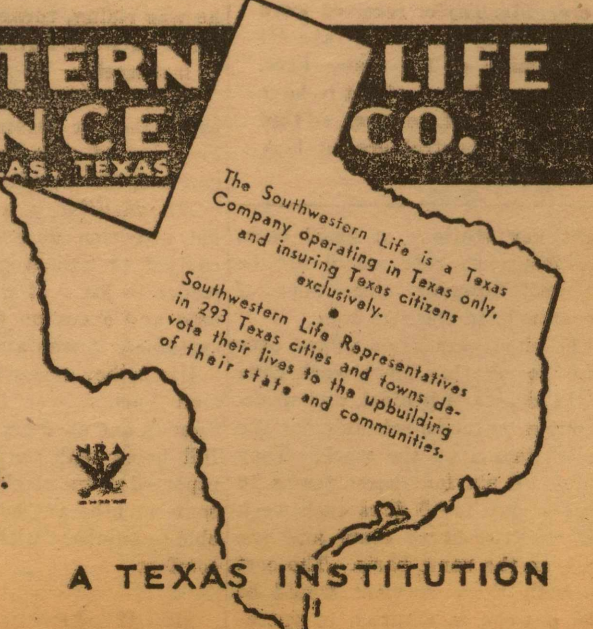 TERN LIFE
NCE CO.
LAS, TEXAS
The Southwestern Life is a Texas
Company operating in Texas only,
and insuring Texas citizens
exclusively.
Southwestern Life Representatives
in 293 Texas cities and towns de-
vote their lives to the upbuilding
of their state and communities.
NRA
A TEXAS INSTITUTION